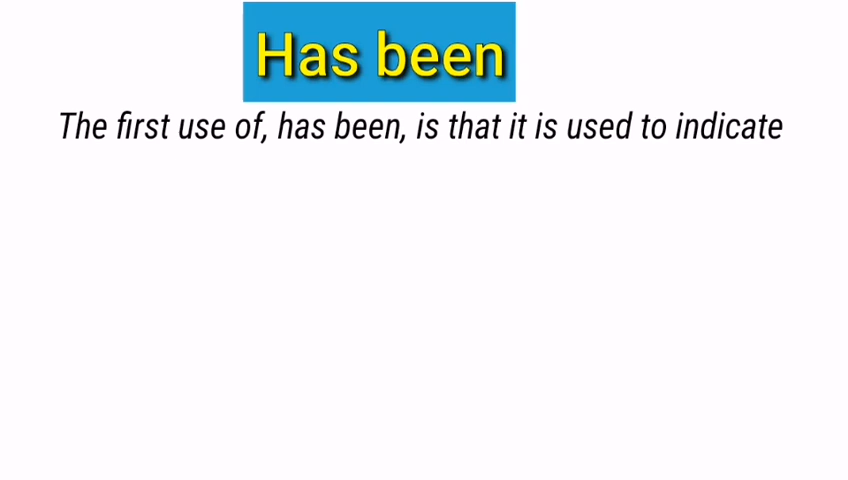 Has been
The first use of, has been, is that it is used to indicate